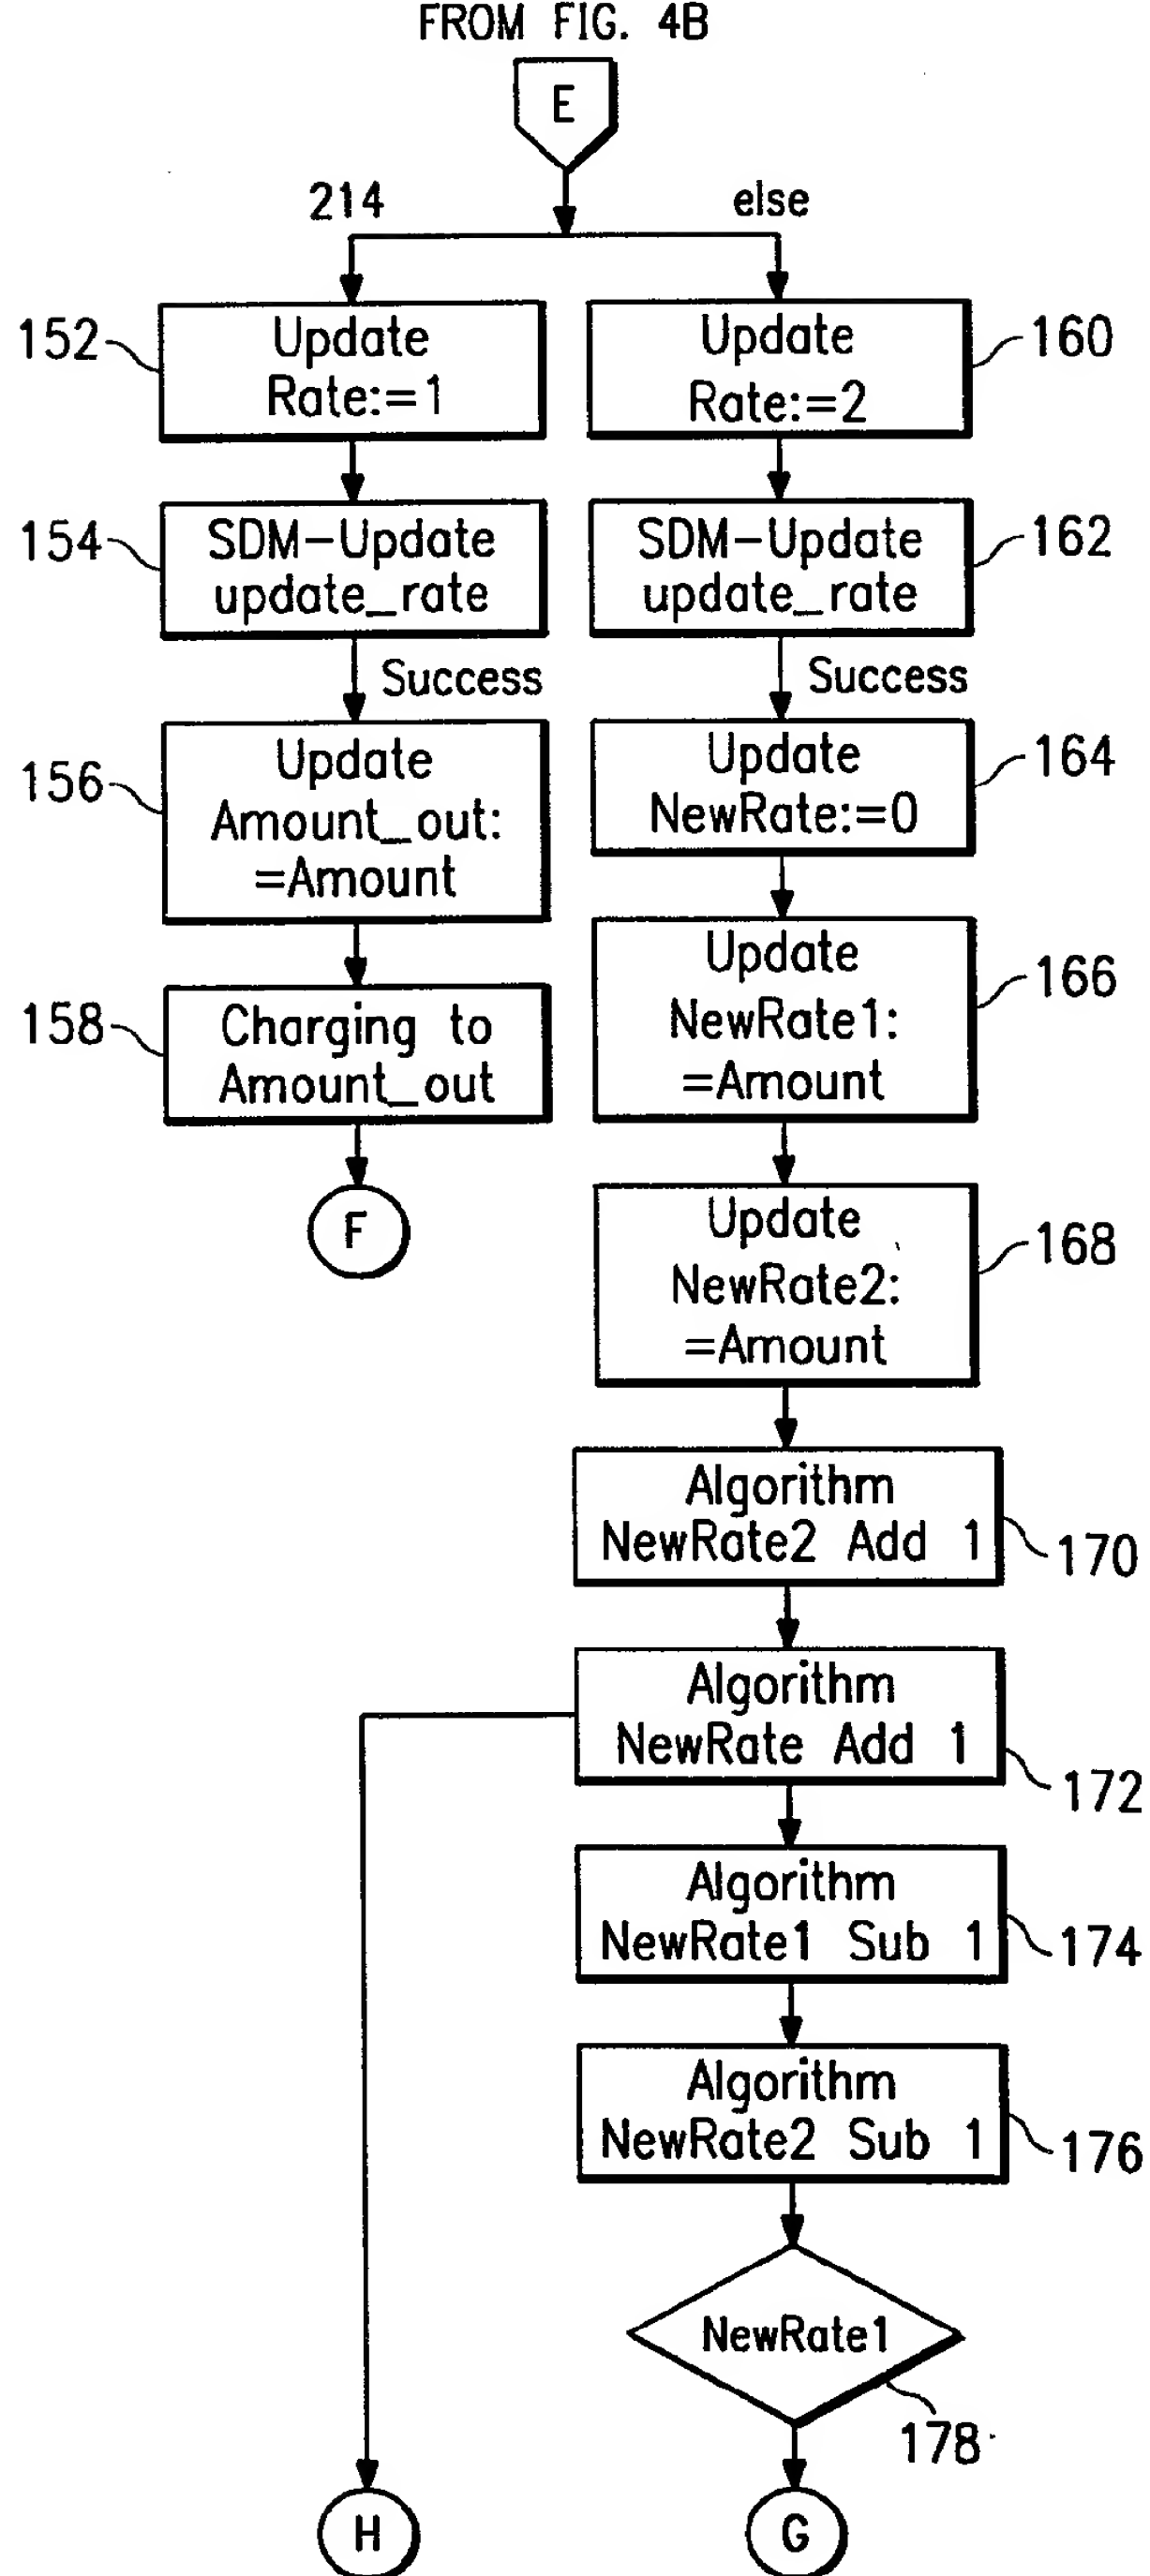 FROM FIG. 4B
E
214
else
152
Update
Rate:=1
Update
Rate:=2
160
154
SDM-Update
update_rate
SDM-Update
update_rate
162
Success
Success
156
Update
Amount_out:
=Amount
Update
NewRate:=0
164
158
Charging to
Amount_out
Update
NewRate1:
=Amount
166
F
Update
NewRate2:
=Amount
168
Algorithm
NewRate2 Add 1
170
Algorithm
NewRate Add 1
172
Algorithm
NewRate1 Sub 1
174
Algorithm
NewRate2 Sub 1
176
NewRate1
178
H
G